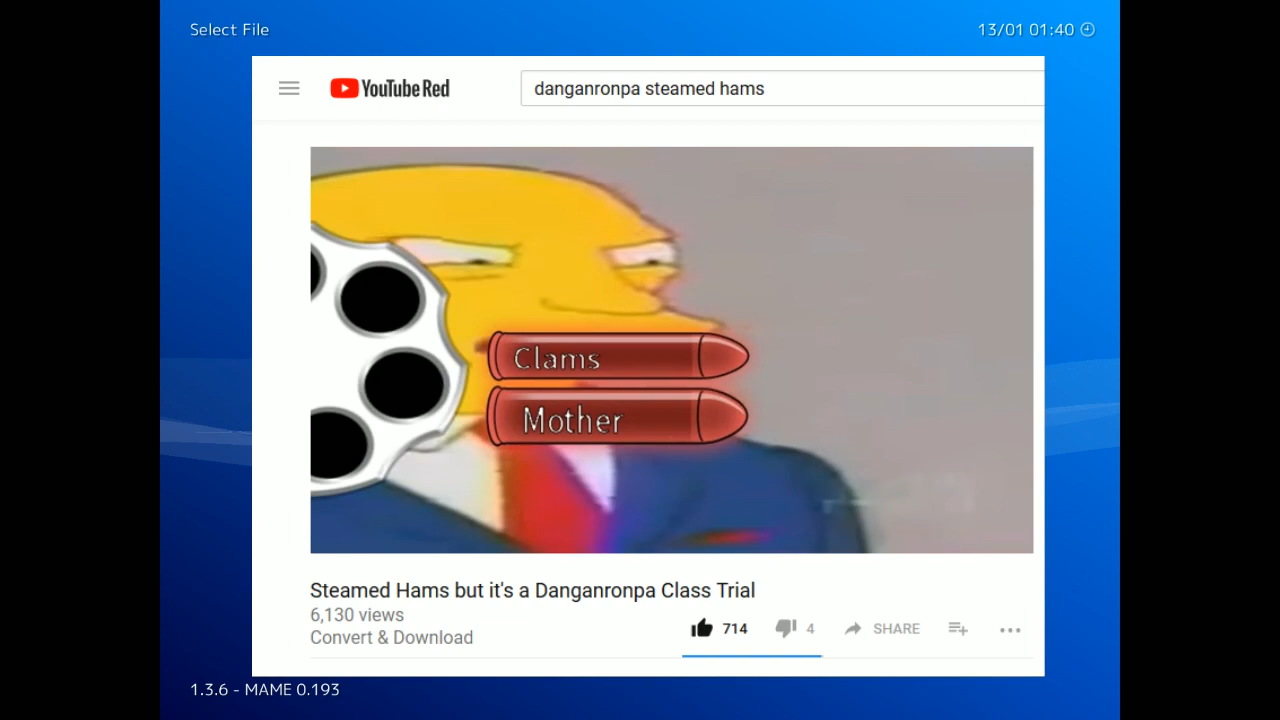 Select File
13/01 01:40
YouTube Red
danganronpa steamed hams
Clams
Mother
Steamed Hams but it's a Danganronpa Class Trial
6,130 views
714 4 SHARE
Convert & Download
1.3.6 - MAME 0.193